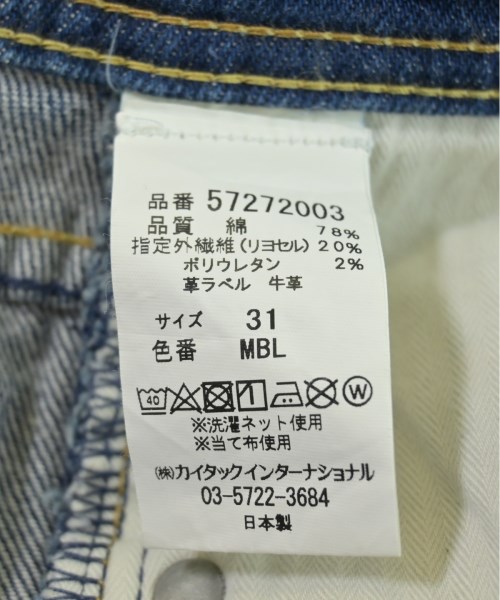 品番 57272003
品質 綿 78%
指定外繊維(リヨセル) 20%
ポリウレタン 2%
革ラベル 牛革
サイズ 31
色番 MBL
40
※洗濯ネット使用
※当て布使用
㈱カイタックインターナショナル
03-5722-3684
日本製